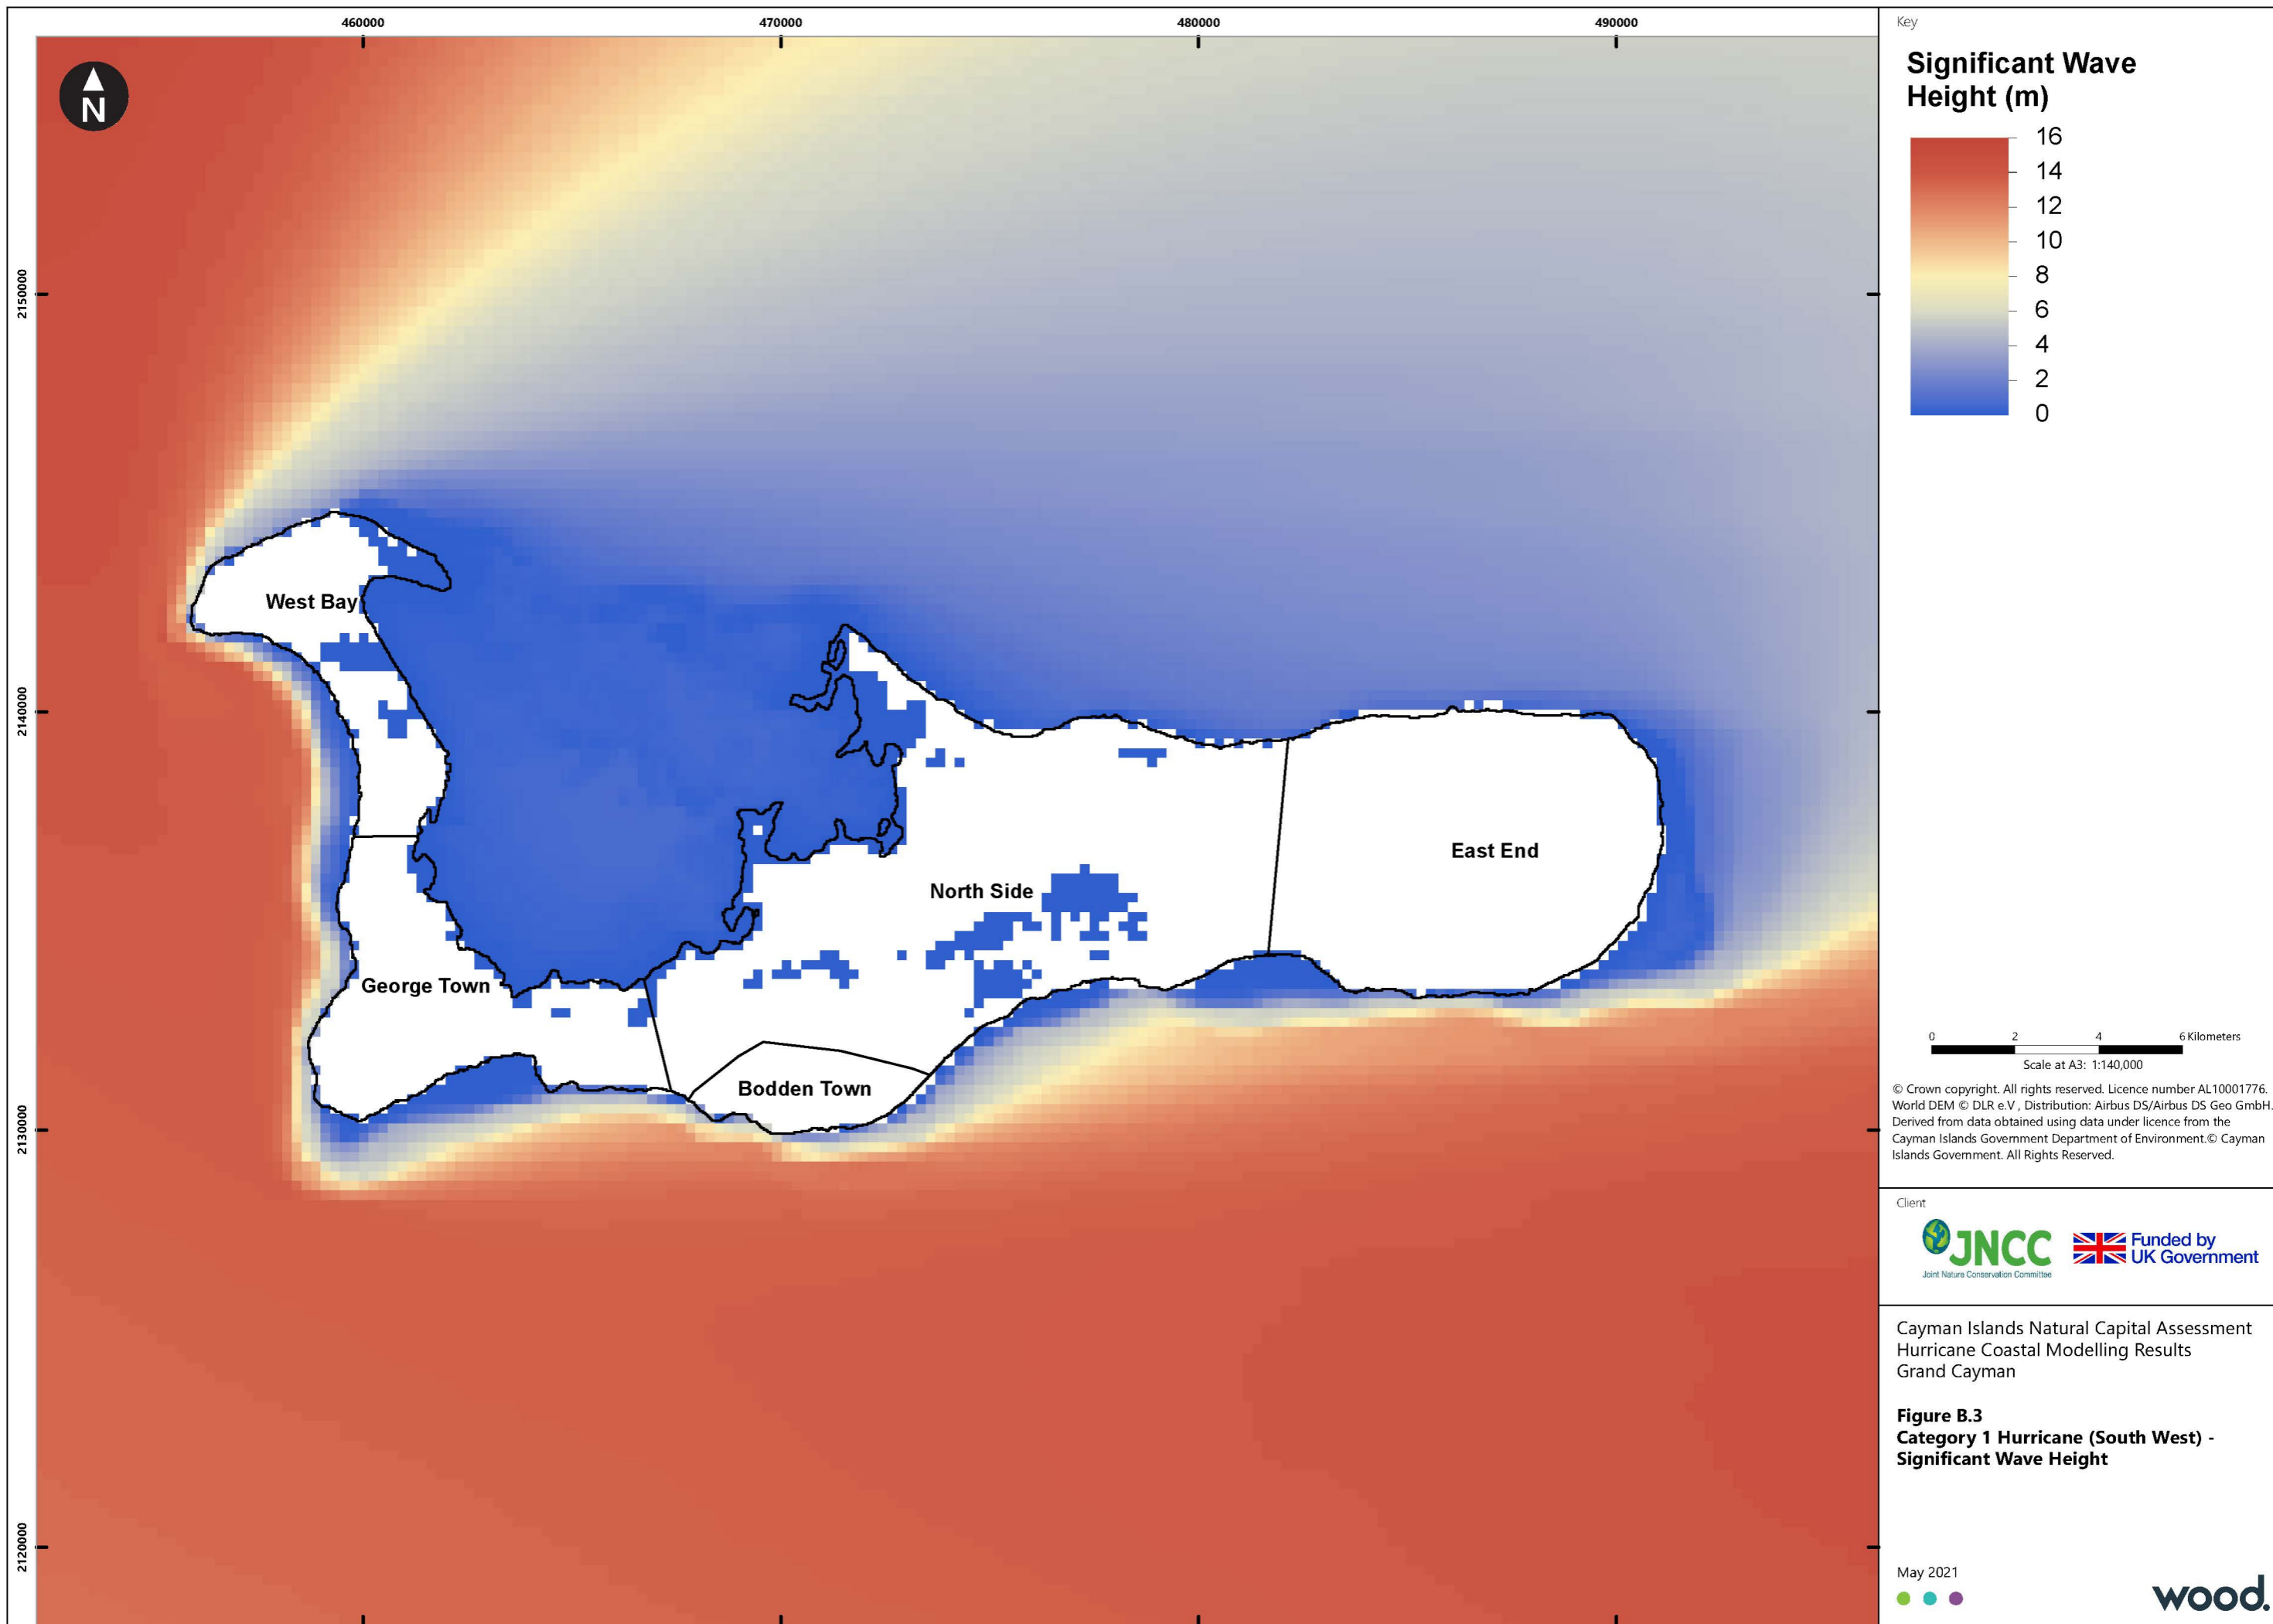 460000
470000
480000
490000
2150000
2140000
2130000
2120000
N
West Bay
George Town
Bodden Town
North Side
East End
Key
Significant Wave
Height (m)
16
14
12
10
8
6
4
2
0
0 2 4 6 Kilometers
Scale at A3: 1:140,000
© Crown copyright. All rights reserved. Licence number AL10001776.
World DEM © DLR e.V , Distribution: Airbus DS/Airbus DS Geo GmbH.
Derived from data obtained using data under licence from the
Cayman Islands Government Department of Environment.© Cayman
Islands Government. All Rights Reserved.
Client
JNCC
Joint Nature Conservation Committee
Funded by
UK Government
Cayman Islands Natural Capital Assessment
Hurricane Coastal Modelling Results
Grand Cayman
Figure B.3
Category 1 Hurricane (South West) -
Significant Wave Height
May 2021
wood.